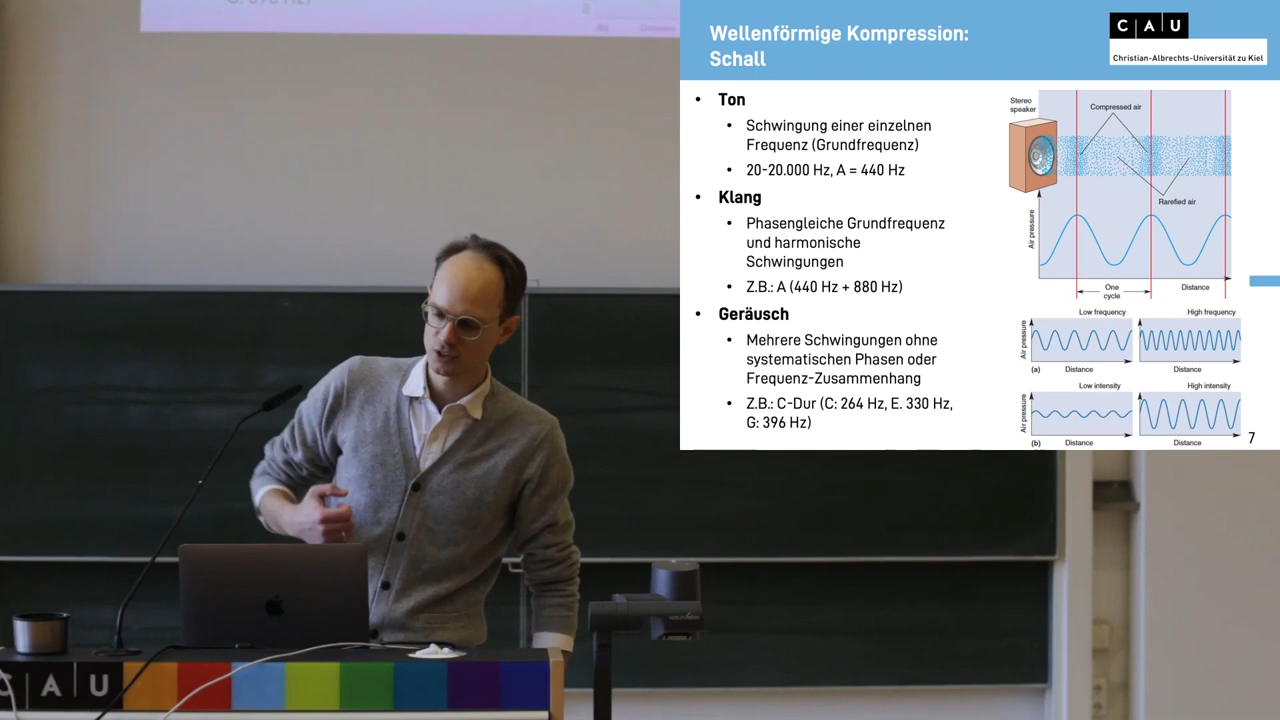 Wellenförmige Kompression:
Schall
C A U
Christian-Albrechts-Universität zu Kiel
• Ton
• Schwingung einer einzelnen
Frequenz (Grundfrequenz)
• 20-20.000 Hz, A = 440 Hz
• Klang
• Phasengleiche Grundfrequenz
und harmonische
Schwingungen
• Z.B.: A (440 Hz + 880 Hz)
• Geräusch
• Mehrere Schwingungen ohne
systematischen Phasen oder
Frequenz-Zusammenhang
• Z.B.: C-Dur (C: 264 Hz, E. 330 Hz,
G: 396 Hz)
Stereo
speaker
Compressed air
Rarefied air
Air pressure
One
cycle
Distance
Low frequency
High frequency
Air pressure
(a)
Distance
Distance
Low intensity
High intensity
Air pressure
(b)
Distance
Distance
7
C A U